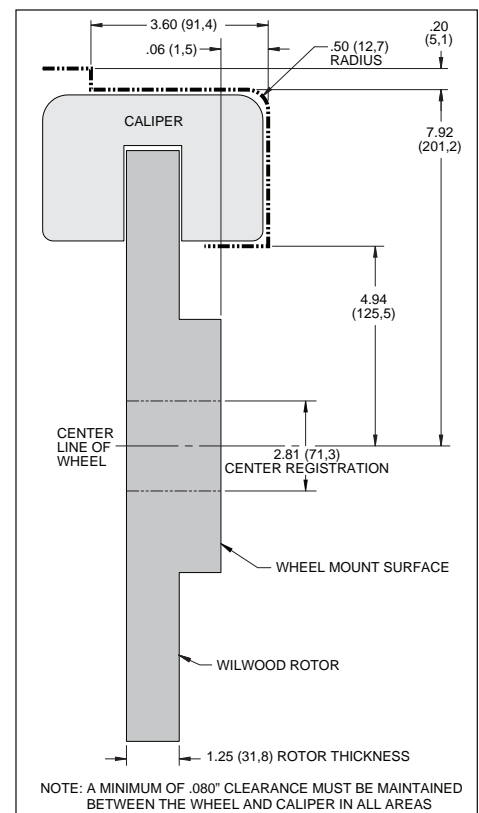 3.60 (91,4)
.06 (1,5)
.50 (12,7)
RADIUS
.20
(5,1)
CALIPER
7.92
(201,2)
4.94
(125,5)
CENTER
LINE OF
WHEEL
2.81 (71,3)
CENTER REGISTRATION
WHEEL MOUNT SURFACE
WILWOOD ROTOR
1.25 (31,8) ROTOR THICKNESS
NOTE: A MINIMUM OF .080" CLEARANCE MUST BE MAINTAINED
BETWEEN THE WHEEL AND CALIPER IN ALL AREAS